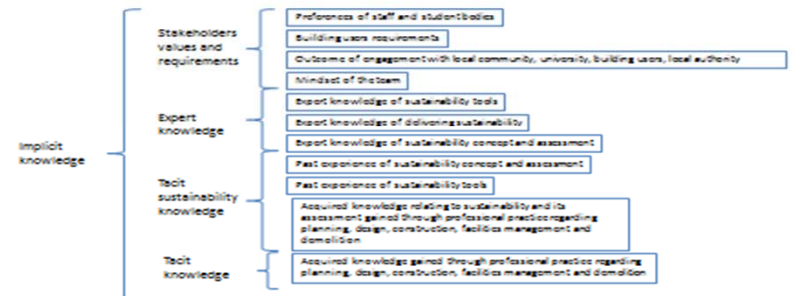 Implicit
knowledge
Stakeholders
values and
requirements
Preferences of staff and student bodies
Building users requirements
Outcome of engagement with local community, university, building users, local authority
Mindset of the team
Expert
knowledge
Expert knowledge of sustainability tools
Expert knowledge of delivering sustainability
Expert knowledge of sustainability concept and assessment
Tacit
sustainability
knowledge
Past experience of sustainability concept and assessment
Past experience of sustainability tools
Acquired knowledge relating to sustainability and its
assessment gained through professional practice regarding
planning, design, construction, facilities management and
demolition
Tacit
knowledge
Acquired knowledge gained through professional practice regarding
planning, design, construction, facilities management and demolition